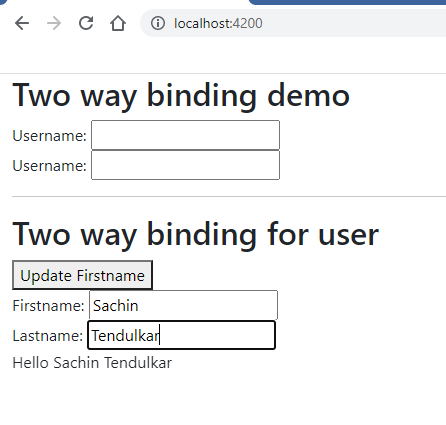 localhost:4200
Two way binding demo
Username:
Username:
Two way binding for user
Update Firstname
Firstname: Sachin
Lastname: Tendulkar
Hello Sachin Tendulkar